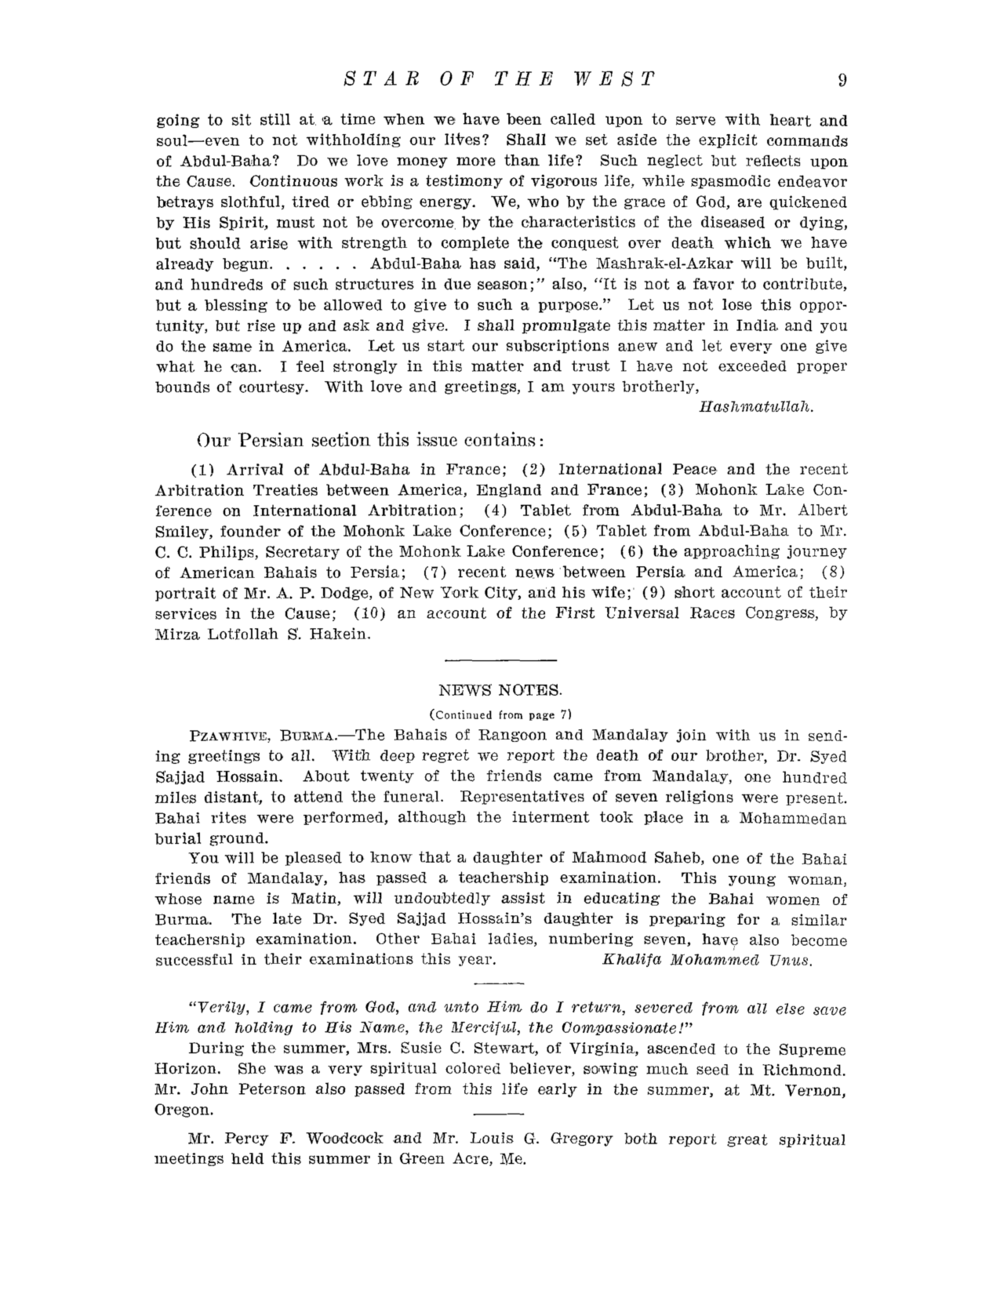 STAR OF THE WEST 9
going to sit still at a time when we have been called upon to serve with heart and
soul—even to not withholding our lives? Shall we set aside the explicit commands
of Abdul-Baha? Do we love money more than life? Such neglect but reflects upon
the Cause. Continuous work is a testimony of vigorous life, while spasmodic endeavor
betrays slothful, tired or ebbing energy. We, who by the grace of God, are quickened
by His Spirit, must not be overcome by the characteristics of the diseased or dying,
but should arise with strength to complete the conquest over death which we have
already begun. . . . . . Abdul-Baha has said, “The Mashrak-el-Azkar will be built,
and hundreds of such structures in due season;” also, “It is not a favor to contribute,
but a blessing to be allowed to give to such a purpose.” Let us not lose this oppor-
tunity, but rise up and ask and give. I shall promulgate this matter in India and you
do the same in America. Let us start our subscriptions anew and let every one give
what he can. I feel strongly in this matter and trust I have not exceeded proper
bounds of courtesy. With love and greetings, I am yours brotherly,
Hashmatullah.
Our Persian section this issue contains:
(1) Arrival of Abdul-Baha in France; (2) International Peace and the recent
Arbitration Treaties between America, England and France; (3) Mohonk Lake Con-
ference on International Arbitration; (4) Tablet from Abdul-Baha to Mr. Albert
Smiley, founder of the Mohonk Lake Conference; (5) Tablet from Abdul-Baha to Mr.
C. C. Philips, Secretary of the Mohonk Lake Conference; (6) the approaching journey
of American Bahais to Persia; (7) recent news between Persia and America; (8)
portrait of Mr. A. P. Dodge, of New York City, and his wife; (9) short account of their
services in the Cause; (10) an account of the First Universal Races Congress, by
Mirza Lotfollah S. Hakein.
NEWS NOTES.
(Continued from page 7)
PZAWHIVE, BURMA.—The Bahais of Rangoon and Mandalay join with us in send-
ing greetings to all. With deep regret we report the death of our brother, Dr. Syed
Sajjad Hossain. About twenty of the friends came from Mandalay, one hundred
miles distant, to attend the funeral. Representatives of seven religions were present.
Bahai rites were performed, although the interment took place in a Mohammedan
burial ground.
You will be pleased to know that a daughter of Mahmood Saheb, one of the Bahai
friends of Mandalay, has passed a teachership examination. This young woman,
whose name is Matin, will undoubtedly assist in educating the Bahai women of
Burma. The late Dr. Syed Sajjad Hossain's daughter is preparing for a similar
teachership examination. Other Bahai ladies, numbering seven, have also become
successful in their examinations this year. Khalifa Mohammed Unus.
“Verily, I came from God, and unto Him do I return, severed from all else save
Him and holding to His Name, the Merciful, the Compassionate!”
During the summer, Mrs. Susie C. Stewart, of Virginia, ascended to the Supreme
Horizon. She was a very spiritual colored believer, sowing much seed in Richmond.
Mr. John Peterson also passed from this life early in the summer, at Mt. Vernon,
Oregon.
Mr. Percy F. Woodcock and Mr. Louis G. Gregory both report great spiritual
meetings held this summer in Green Acre, Me.